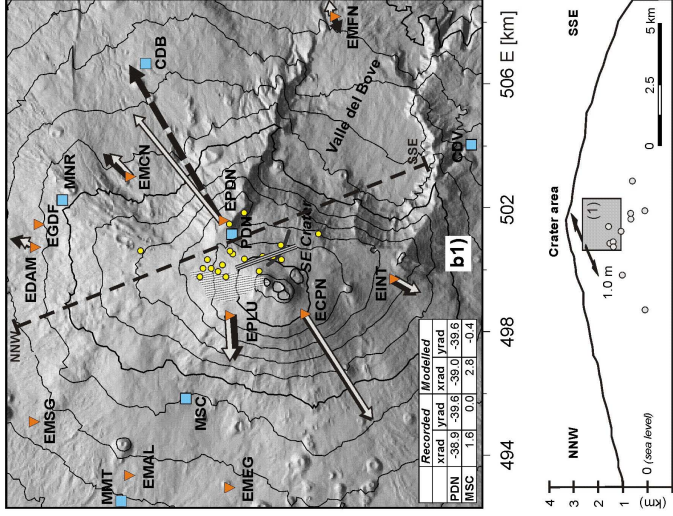 NNW
EDAM
EGDF
MNR
EMCN
CDB
EMFN
EMSG
MMT
EMAL
EMEG
MSC
EPLU
EPDN
PDN
SE Crater
ECPN
EINT
Valle del Bove
SSE
CDV
b1)
Recorded Modelled
xrad yrad xrad yrad
PDN -38.9 -39.6 -39.0 -39.6
MSC 1.6 0.0 2.8 -0.4
494 498 502 506 E [km]
NNW Crater area SSE
(1)
1.0 m
4
3
2
1
(km)
0 (sea level)
0 2.5 5 km